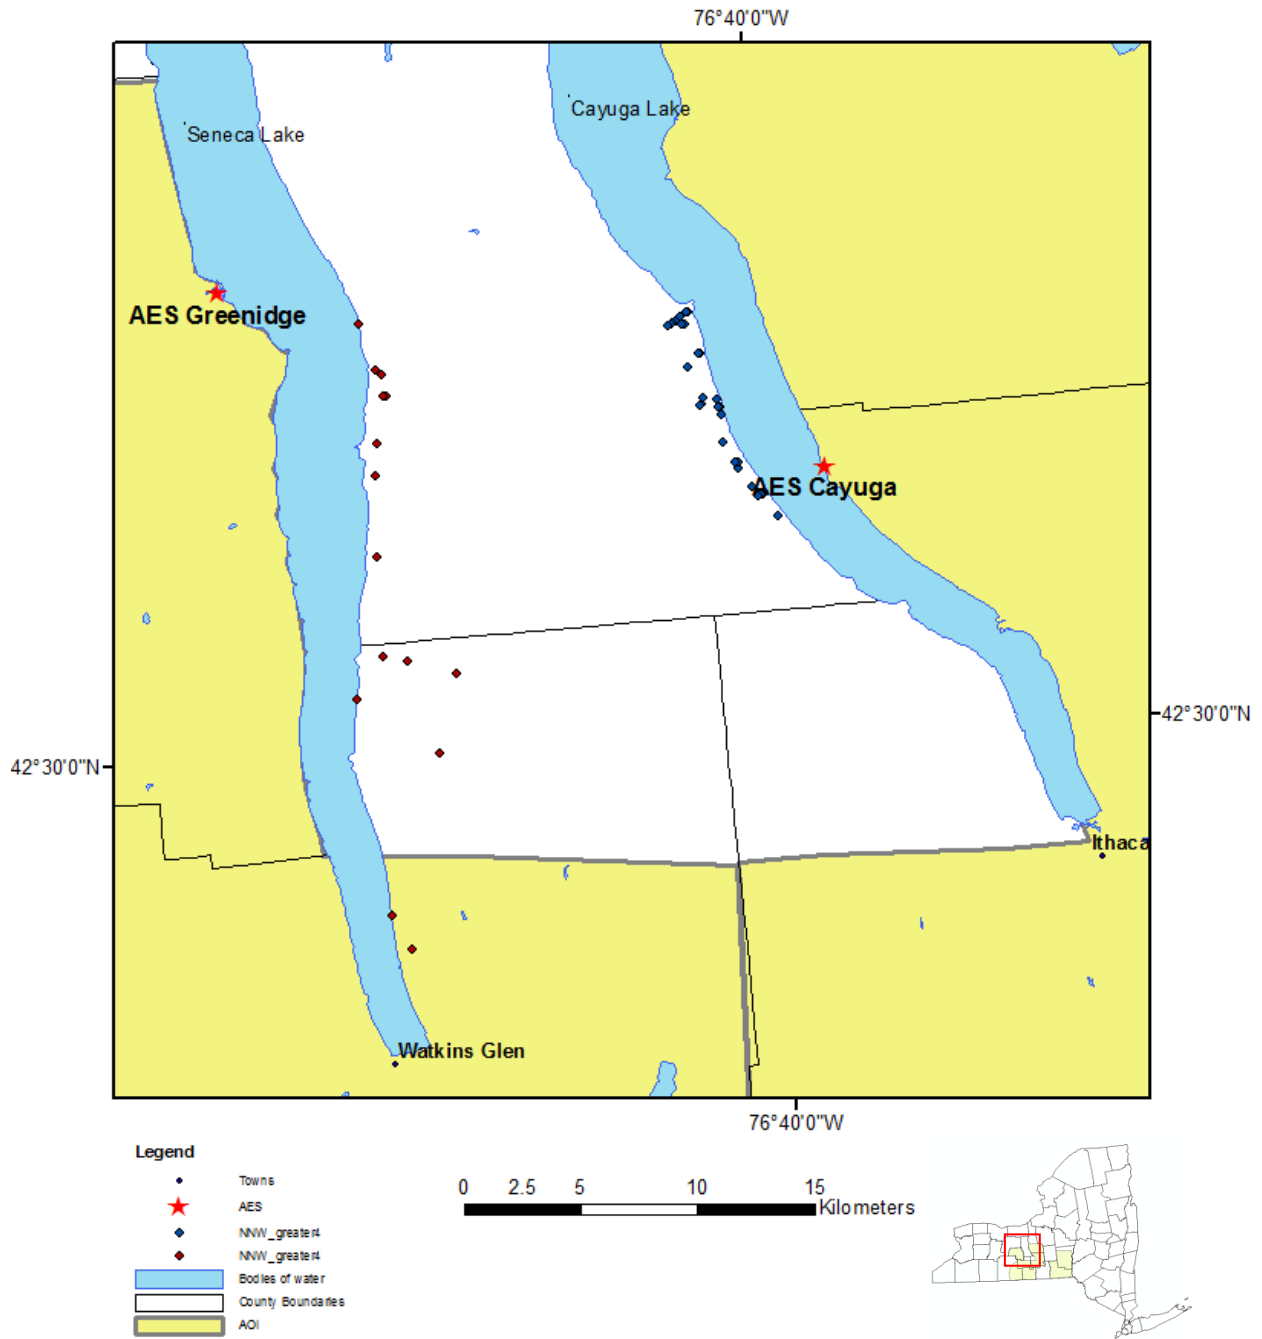 76°40'0"W
Cayuga Lake
Seneca Lake
AES Greenidge
AES Cayuga
42°30'0"N
42°30'0"N
Ithaca
Watkins Glen
76°40'0"W
Legend
Towns
AES
NNW_greater4
NNW_greater4
Bodies of water
County Boundaries
AOI
0 2.5 5 10 15
Kilometers